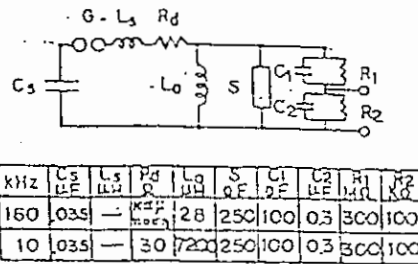 G - Ls Rd
Cs Lo S C1 R1
C2 R2
kHz Cs μF Ls μH Rd Ω Lo μH S pF C1 pF C2 μF R1 R2
160 .035 — 28 250 100 0.3 300 100
10 .035 — 30 7200 250 100 0.3 300 100